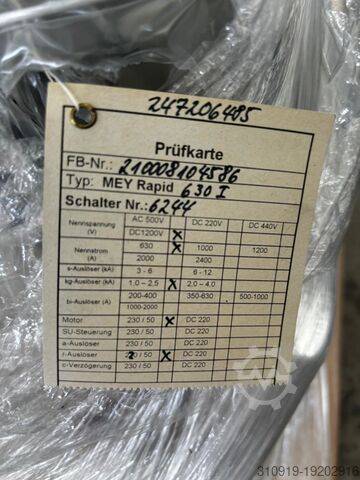 247206485
Prüfkarte
FB-Nr.: 210008104586
Typ: MEY Rapid 630 I
Schalter Nr.: 6244
Nennspannung (V) AC 500V DC 220V DC 440V
DC1200V X
Nennstrom (A) 630 X 1000 1200
2000 2400
s-Auslöser (kA) 3 - 6 6 - 12
kg-Auslöser (kA) 1,0 – 2,5 X 2,0 – 4.0
bi-Auslöser (A) 200-400 350-630 500-1000
1000-2000
Motor 230 / 50 X DC 220
SU-Steuerung 230 / 50 DC 220
a-Auslöser 230 / 50 DC 220
r-Auslöser 230 / 50 X DC 220
c-Verzögerung 230 / 50 DC 220
310919-19202916